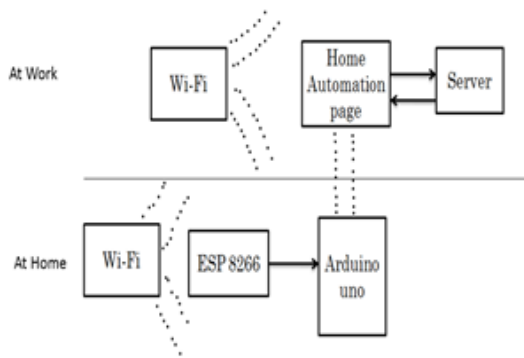 At Work
Wi-Fi
Home
Automation
page
Server
At Home
Wi-Fi
ESP 8266
Arduino
uno